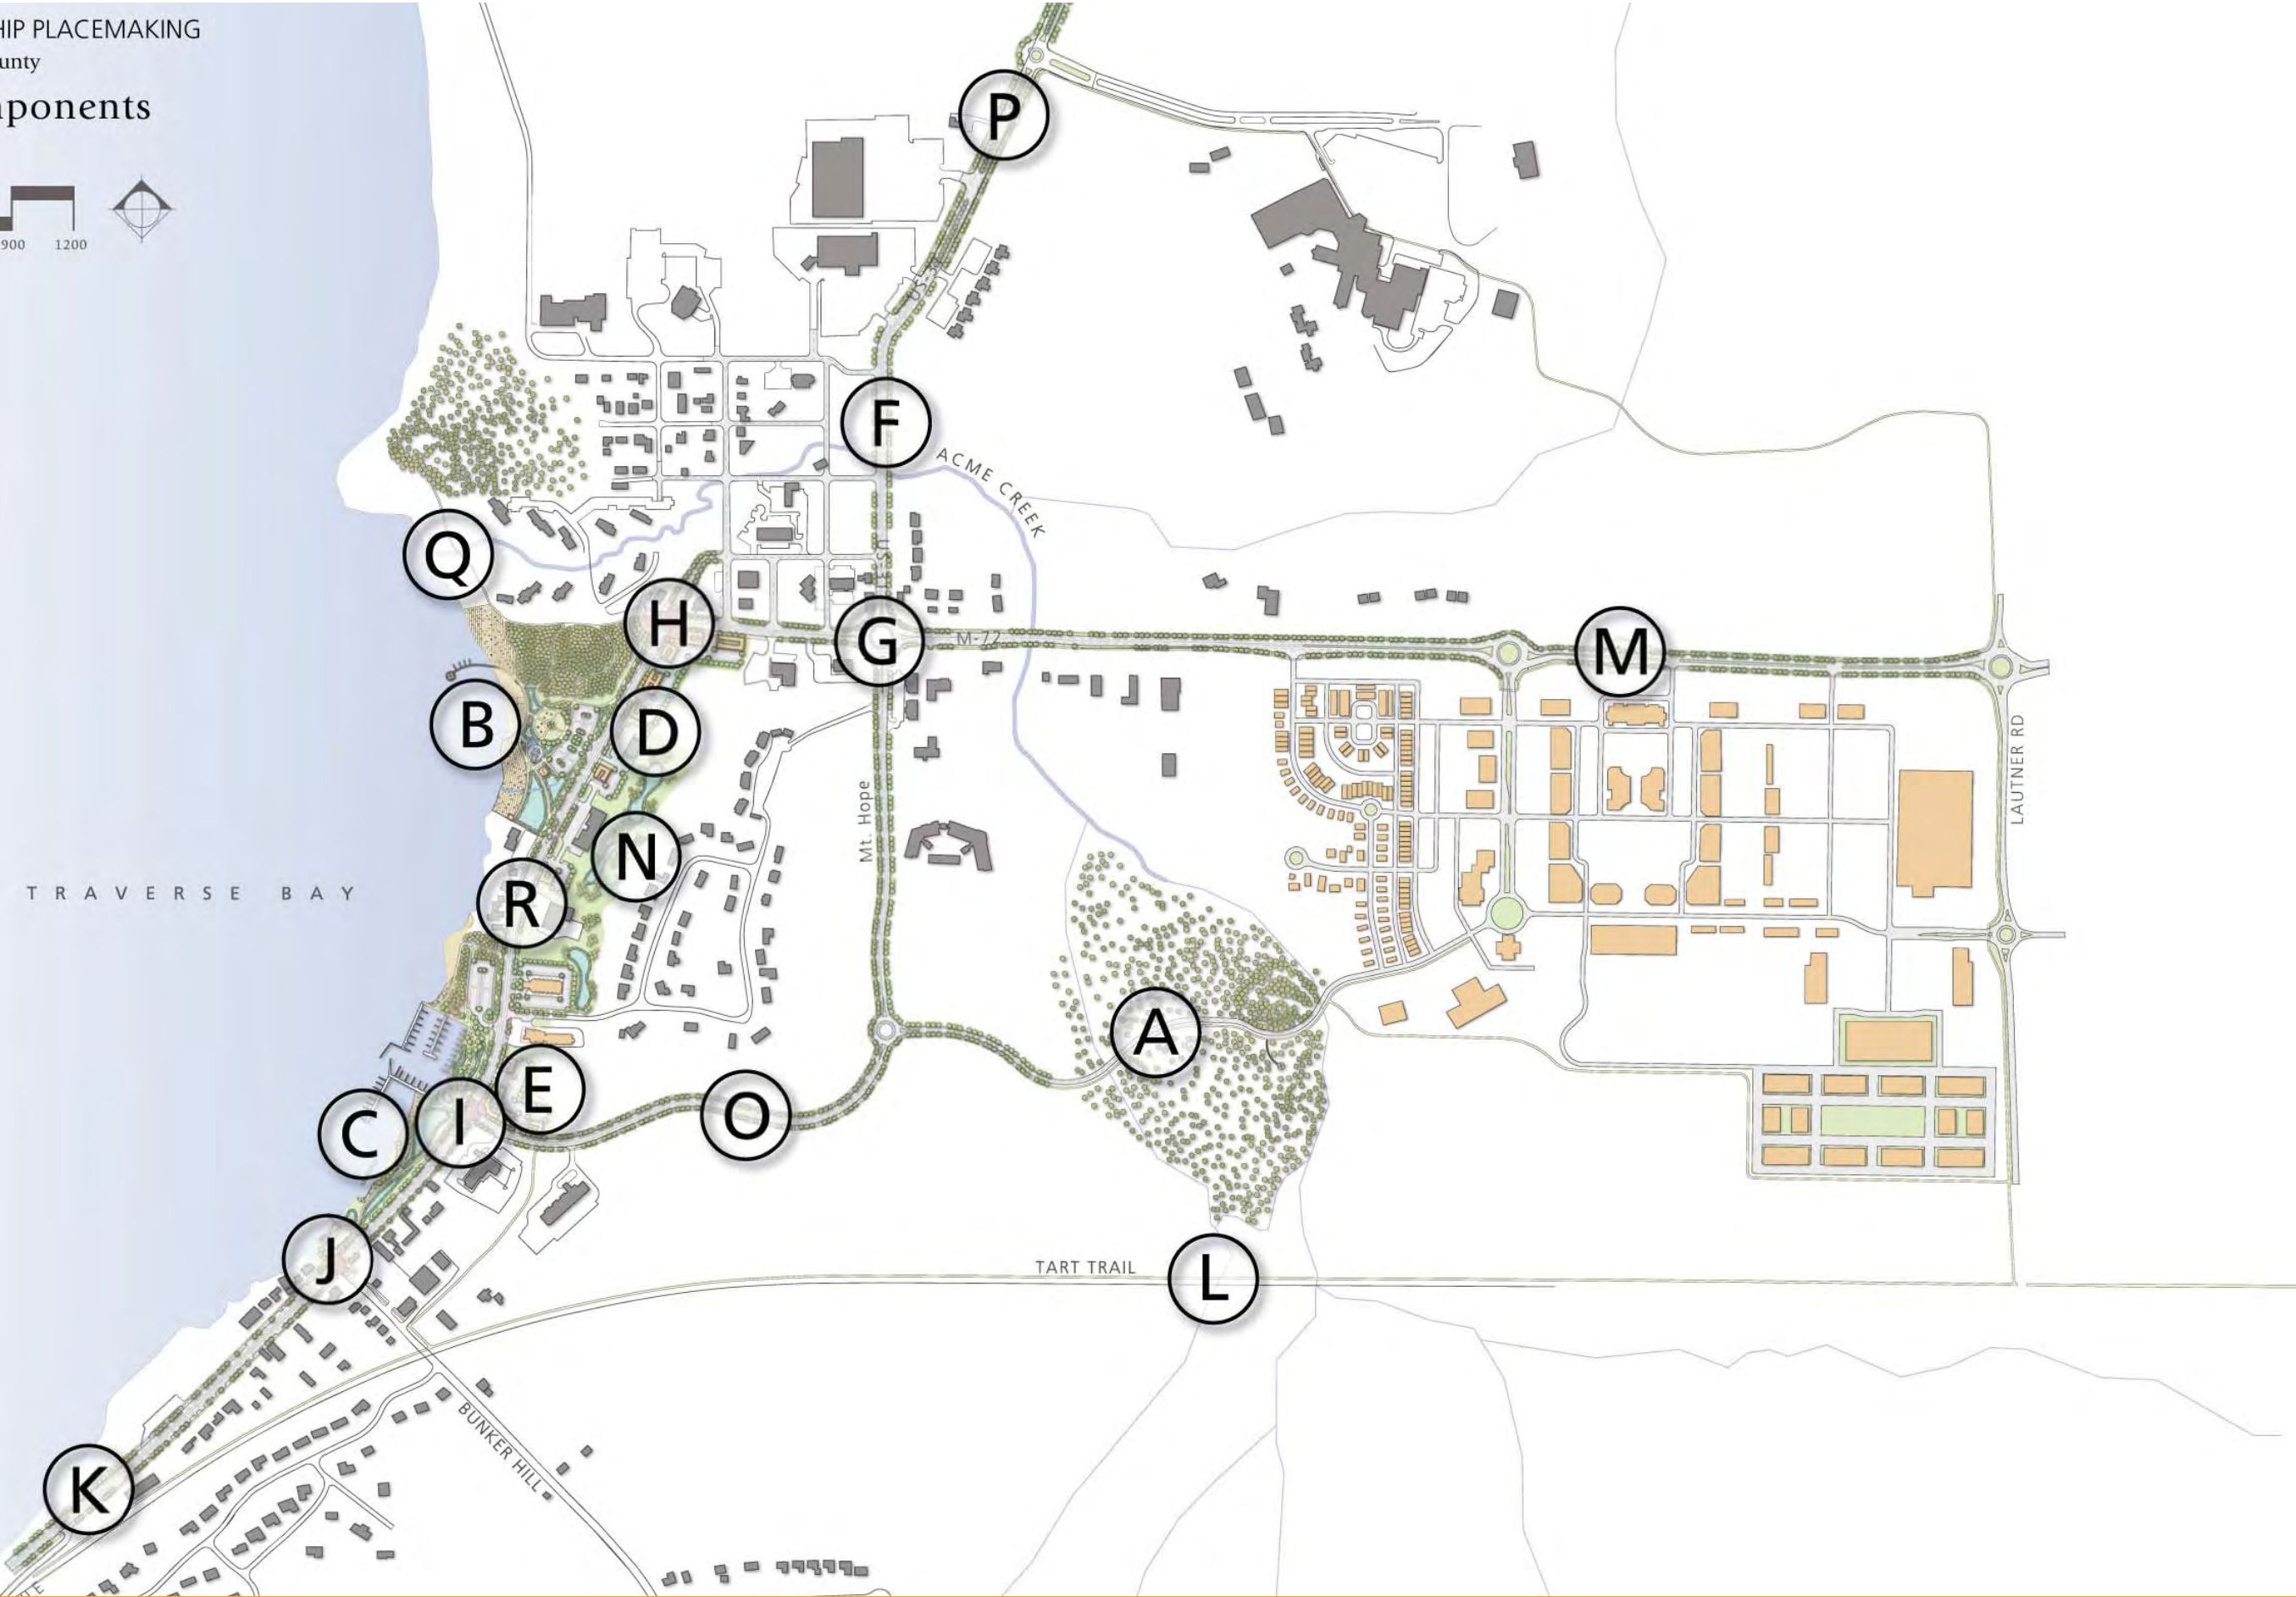 HIP PLACEMAKING
unty
ponents
900 1200
P
F
ACME CREEK
Q
H
G
M-72
M
B
D
LAUTNER RD
Mt. Hope
N
R
TRAVERSE BAY
A
E
C
I
O
J
TART TRAIL
L
BUNKER HILL
K